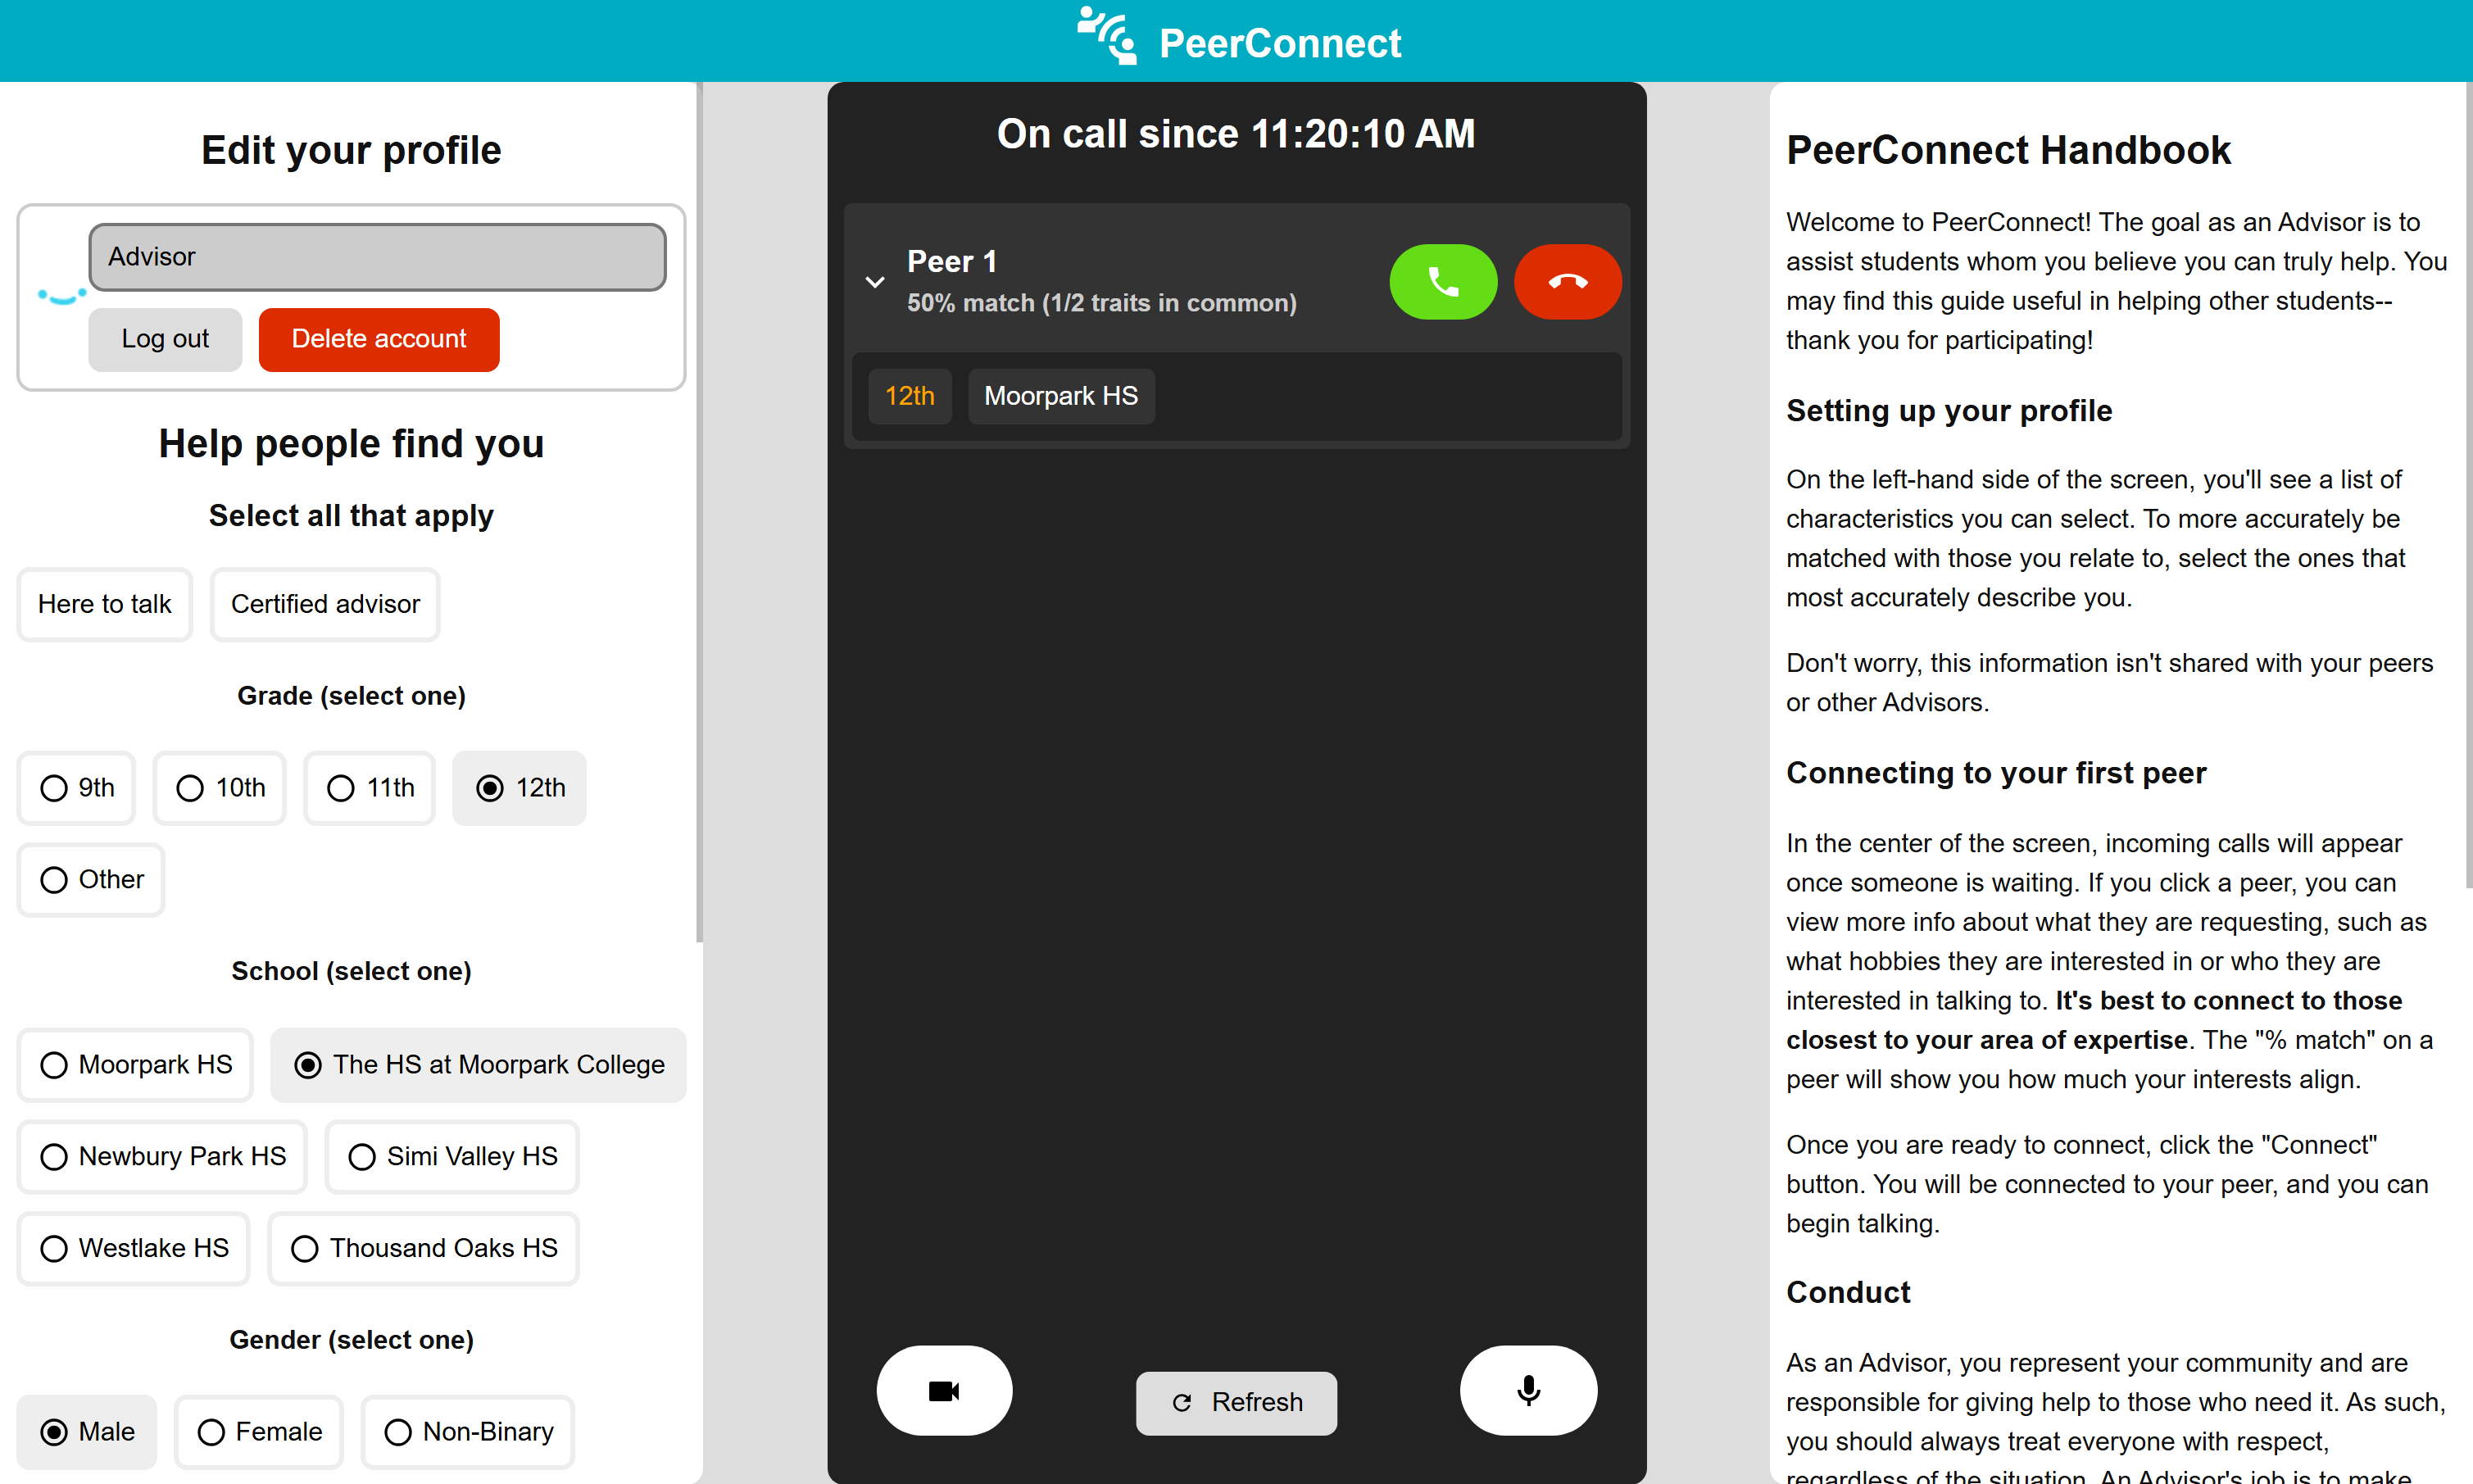 PeerConnect
Edit your profile
Advisor
Log out
Delete account
Help people find you
Select all that apply
Here to talk
Certified advisor
Grade (select one)
9th
10th
11th
12th
Other
School (select one)
Moorpark HS
The HS at Moorpark College
Newbury Park HS
Simi Valley HS
Westlake HS
Thousand Oaks HS
Gender (select one)
Male
Female
Non-Binary
On call since 11:20:10 AM
Peer 1
50% match (1/2 traits in common)
12th
Moorpark HS
Refresh
PeerConnect Handbook
Welcome to PeerConnect! The goal as an Advisor is to
assist students whom you believe you can truly help. You
may find this guide useful in helping other students--
thank you for participating!
Setting up your profile
On the left-hand side of the screen, you'll see a list of
characteristics you can select. To more accurately be
matched with those you relate to, select the ones that
most accurately describe you.
Don't worry, this information isn't shared with your peers
or other Advisors.
Connecting to your first peer
In the center of the screen, incoming calls will appear
once someone is waiting. If you click a peer, you can
view more info about what they are requesting, such as
what hobbies they are interested in or who they are
interested in talking to. It's best to connect to those
closest to your area of expertise. The "% match" on a
peer will show you how much your interests align.
Once you are ready to connect, click the "Connect"
button. You will be connected to your peer, and you can
begin talking.
Conduct
As an Advisor, you represent your community and are
responsible for giving help to those who need it. As such,
you should always treat everyone with respect,
regardless of the situation. An Advisor's job is to make